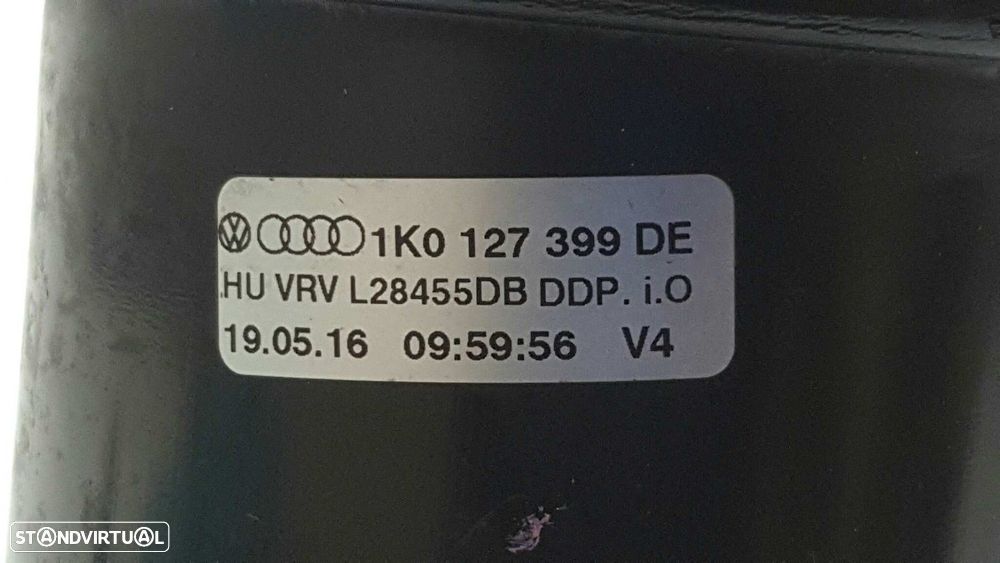 1K0 127 399 DE
HU VRV L28455DB DDP. i.O
19.05.16 09:59:56 V4
STANDVIRTUAL